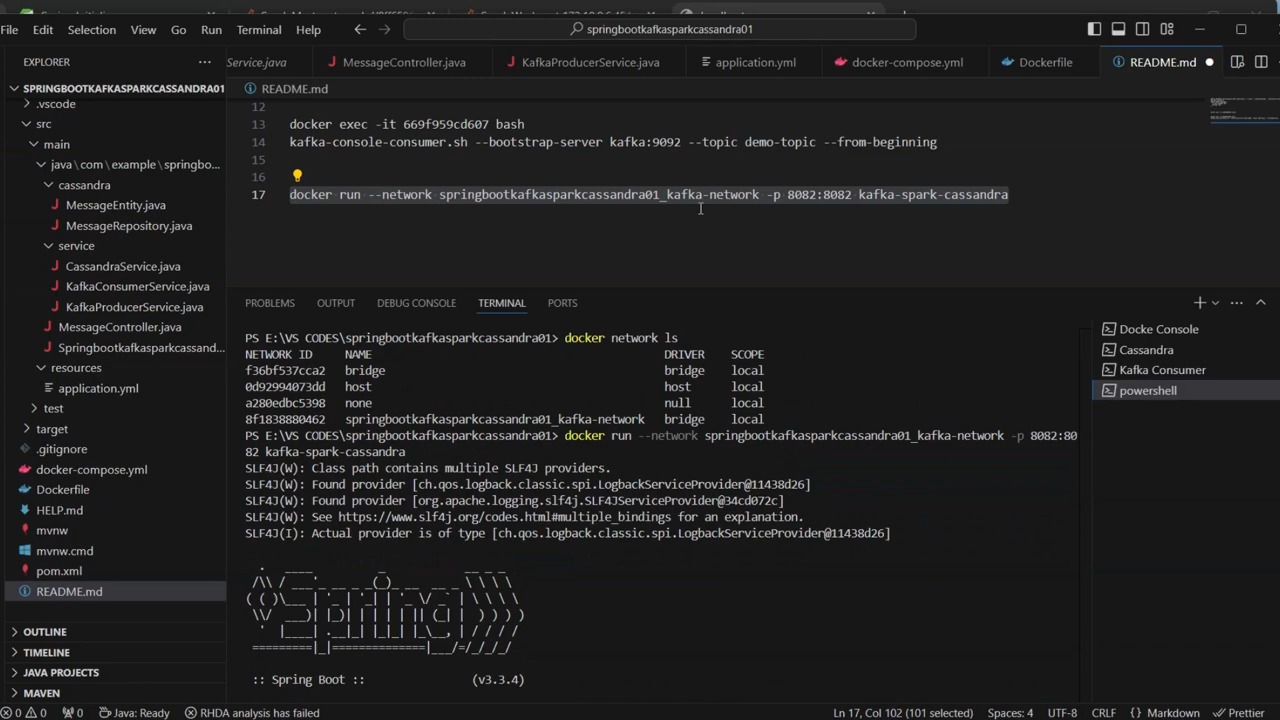 File Edit Selection View Go Run Terminal Help
springbootkafkasparkcassandra01
EXPLORER
Service.java MessageController.java KafkaProducerService.java application.yml docker-compose.yml Dockerfile README.md
SPRINGBOOTKAFKASPARKCASSANDRA01
README.md
.vscode
src
main
java\com\example\springbo...
cassandra
MessageEntity.java
MessageRepository.java
service
CassandraService.java
KafkaConsumerService.java
KafkaProducerService.java
MessageController.java
Springbootkafkasparkcassand...
resources
application.yml
test
target
.gitignore
docker-compose.yml
Dockerfile
HELP.md
mvnw
mvnw.cmd
pom.xml
README.md
OUTLINE
TIMELINE
JAVA PROJECTS
MAVEN
12
13 docker exec -it 669f959cd607 bash
14 kafka-console-consumer.sh --bootstrap-server kafka:9092 --topic demo-topic --from-beginning
15
16
17 docker run --network springbootkafkasparkcassandra01_kafka-network -p 8082:8082 kafka-spark-cassandra
PROBLEMS OUTPUT DEBUG CONSOLE TERMINAL PORTS
PS E:\VS CODES\springbootkafkasparkcassandra01> docker network ls
NETWORK ID NAME DRIVER SCOPE
f36bf537cca2 bridge bridge local
0d92994073dd host host local
a280edbc5398 none null local
8f1838880462 springbootkafkasparkcassandra01_kafka-network bridge local
PS E:\VS CODES\springbootkafkasparkcassandra01> docker run --network springbootkafkasparkcassandra01_kafka-network -p 8082:80
82 kafka-spark-cassandra
SLF4J(W): Class path contains multiple SLF4J providers.
SLF4J(W): Found provider [ch.qos.logback.classic.spi.LogbackServiceProvider@11438d26]
SLF4J(W): Found provider [org.apache.logging.slf4j.SLF4JServiceProvider@34cd072c]
SLF4J(W): See https://www.slf4j.org/codes.html#multiple_bindings for an explanation.
SLF4J(I): Actual provider is of type [ch.qos.logback.classic.spi.LogbackServiceProvider@11438d26]
Spring
:: Spring Boot :: (v3.3.4)
Docke Console
Cassandra
Kafka Consumer
powershell
0 0 0 Java: Ready RHDA analysis has failed Ln 17, Col 102 (101 selected) Spaces: 4 UTF-8 CRLF {} Markdown Prettier